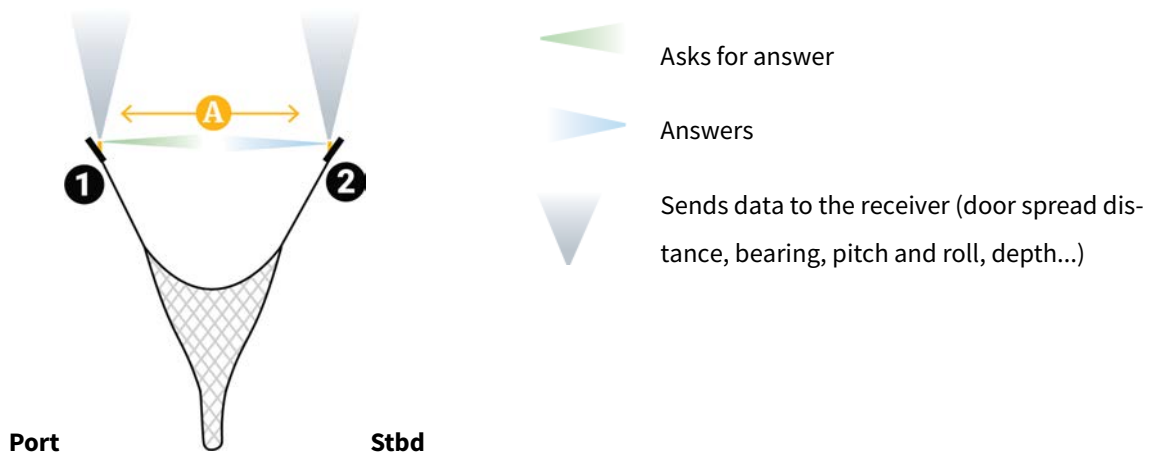 Asks for answer
A
Answers
1
2
Sends data to the receiver (door spread dis-
tance, bearing, pitch and roll, depth...)
Port
Stbd